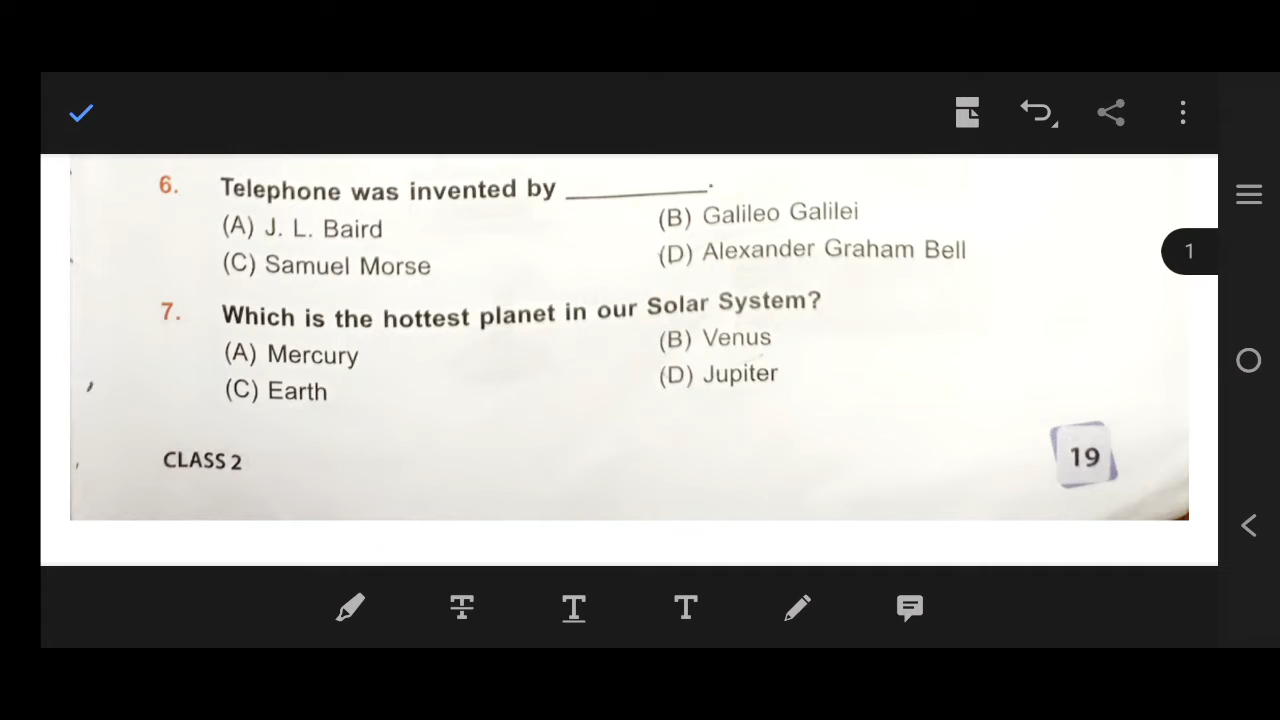 6. Telephone was invented by ________.
(A) J. L. Baird (B) Galileo Galilei
(C) Samuel Morse (D) Alexander Graham Bell
1
7. Which is the hottest planet in our Solar System?
(A) Mercury (B) Venus
(C) Earth (D) Jupiter
CLASS 2 19